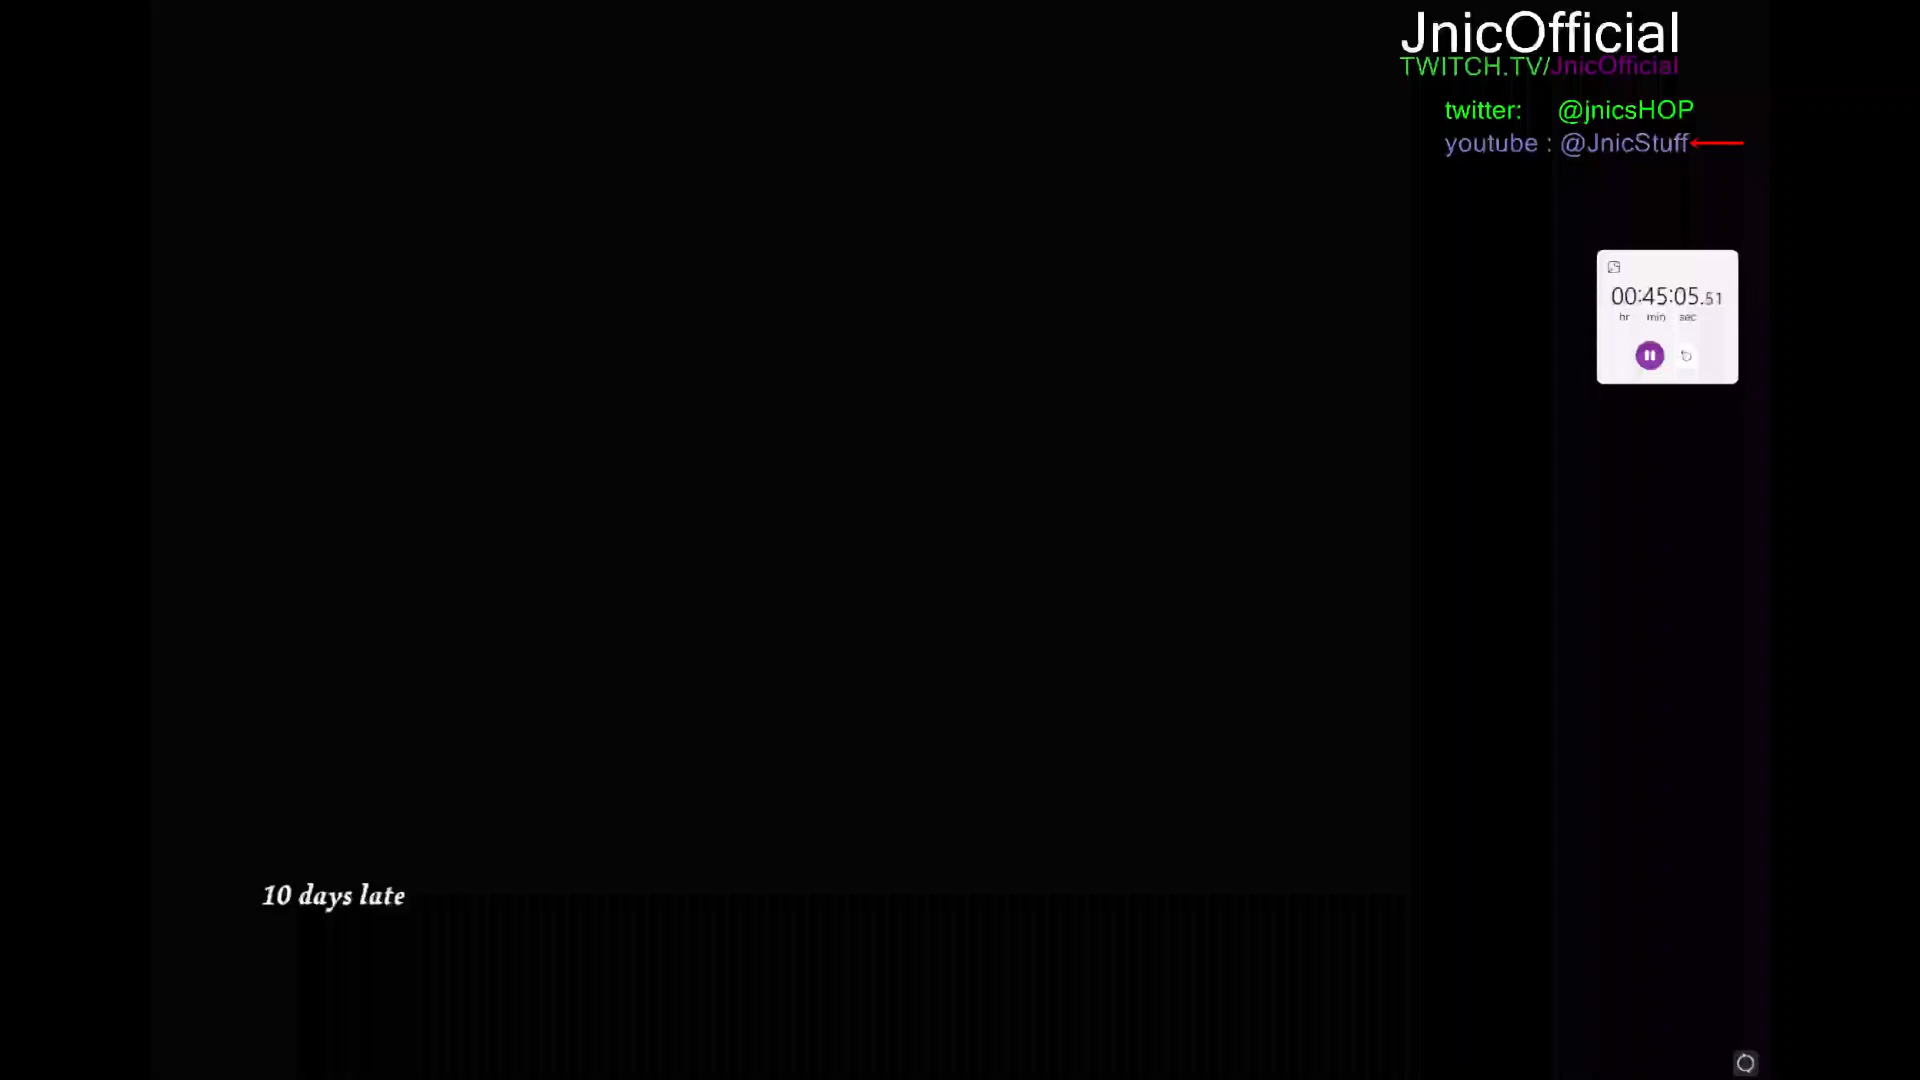 JnicOfficial
TWITCH.TV/JnicOfficial
twitter: @jnicsHOP
youtube : @JnicStuff
00:45:05.51
hr min sec
10 days late